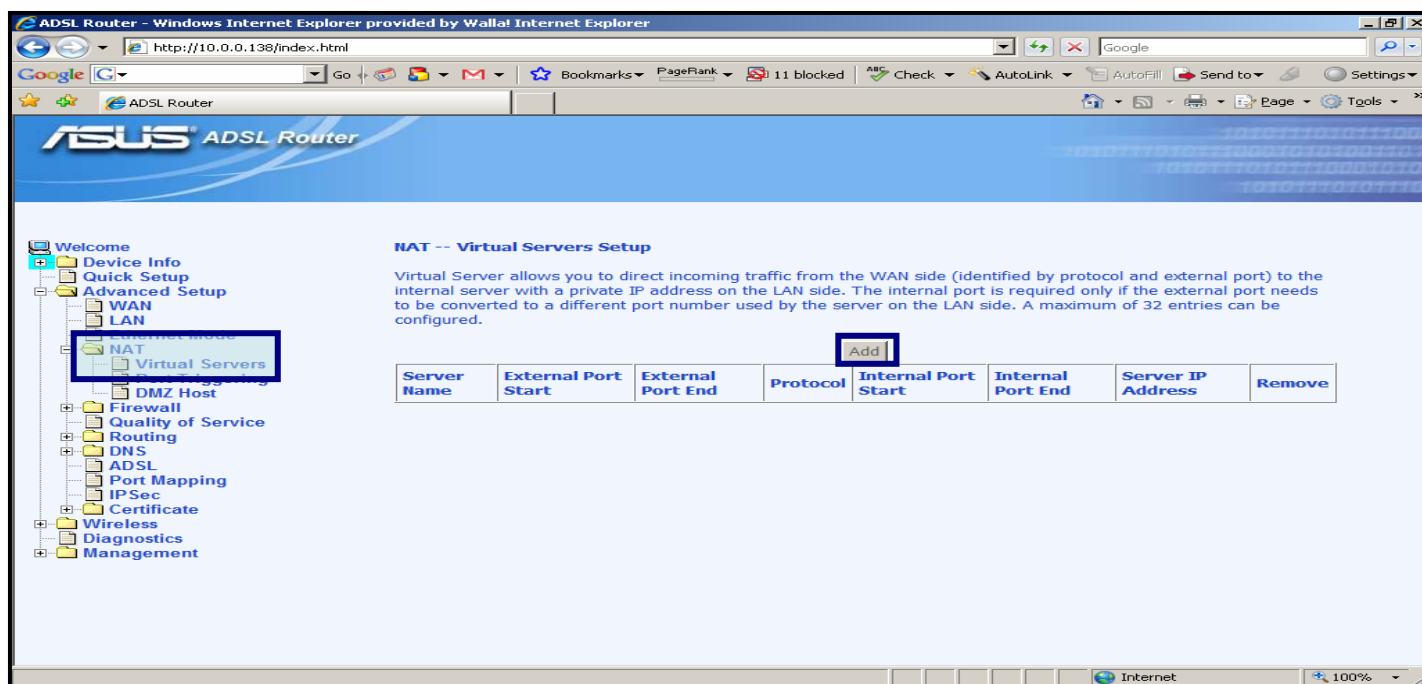 ADSL Router - Windows Internet Explorer provided by Walla! Internet Explorer
http://10.0.0.138/index.html
Google
Google
G
Go
Bookmarks
PageRank
11 blocked
ABC
Check
AutoLink
AutoFill
Send to
Settings
ADSL Router
Page
Tools
ASUS ADSL Router
Welcome
Device Info
Quick Setup
Advanced Setup
WAN
LAN
Ethernet Mode
NAT
Virtual Servers
Port Triggering
DMZ Host
Firewall
Quality of Service
Routing
DNS
ADSL
Port Mapping
IPSec
Certificate
Wireless
Diagnostics
Management
NAT -- Virtual Servers Setup
Virtual Server allows you to direct incoming traffic from the WAN side (identified by protocol and external port) to the
internal server with a private IP address on the LAN side. The internal port is required only if the external port needs
to be converted to a different port number used by the server on the LAN side. A maximum of 32 entries can be
configured.
Add
Server Name
External Port Start
External Port End
Protocol
Internal Port Start
Internal Port End
Server IP Address
Remove
Internet
100%